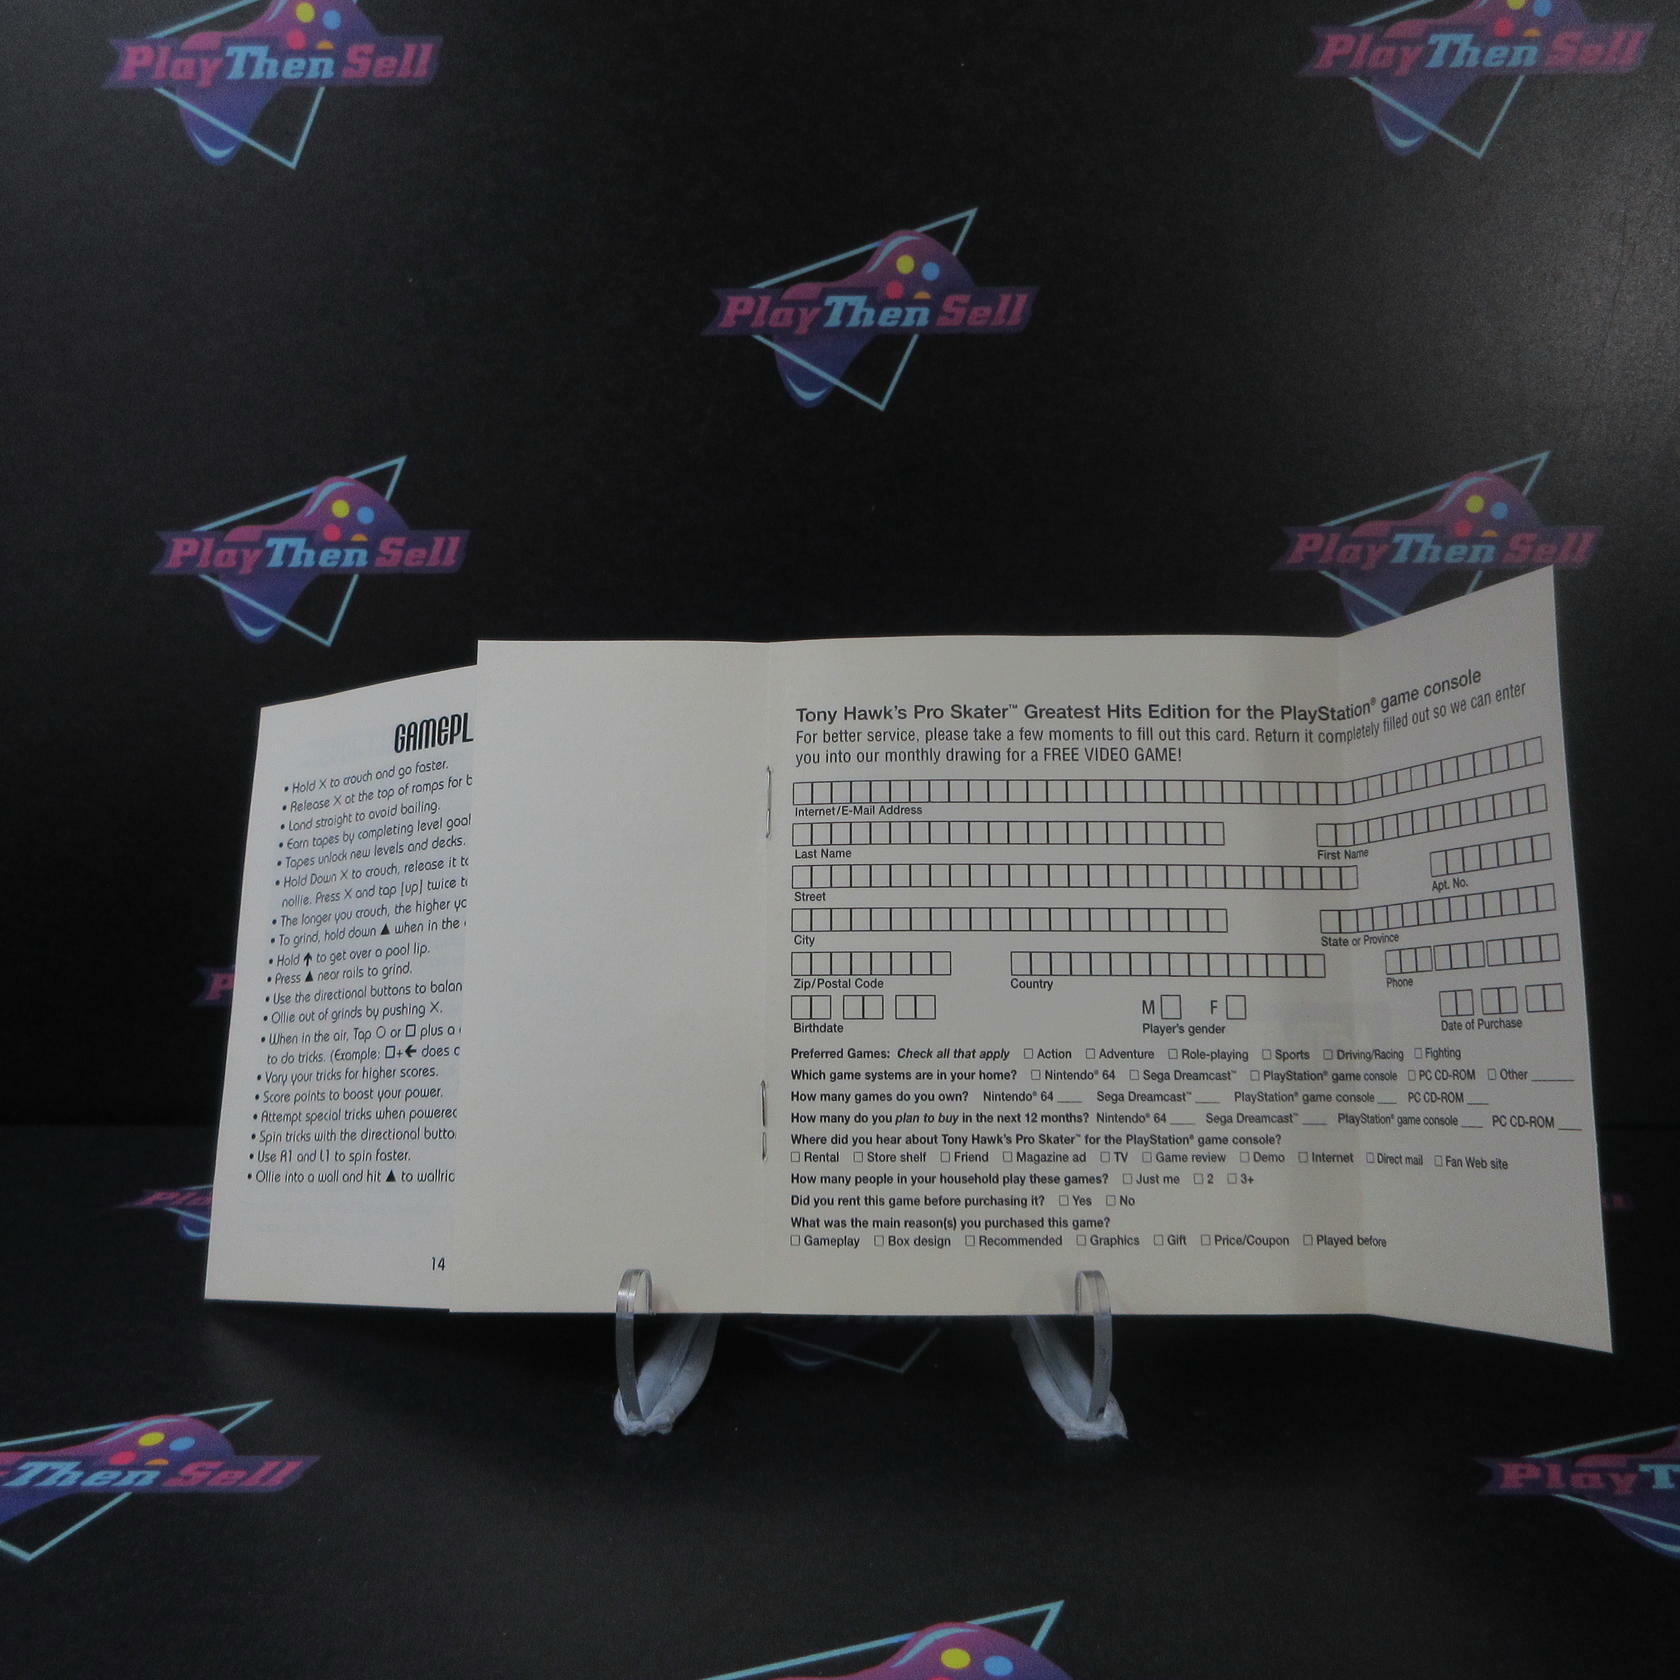 Play Then Sell
Play Then Sell
Play Then Sell
Play Then Sell
Play Then Sell
GAMEPL
• Hold X to crouch and go faster.
• Release X at the top of ramps for b
• Land straight to avoid bailing.
• Earn tapes by completing level goal
• Tapes unlock new levels and decks.
• Hold Down X to crouch, release it to
nollie. Press X and tap [up] twice t
• The longer you crouch, the higher yo
• To grind, hold down ▲ when in the
• Hold ↑ to get over a pool lip.
• Press ▲ near rails to grind.
• Use the directional buttons to balan
• Ollie out of grinds by pushing X.
• When in the air, Tap O or □ plus a
to do tricks. (Example: □+← does a
• Vary your tricks for higher scores.
• Score points to boost your power.
• Attempt special tricks when powered
• Spin tricks with the directional butto
• Use R1 and L1 to spin faster.
• Ollie into a wall and hit ▲ to wallric
14
Tony Hawk's Pro Skater™ Greatest Hits Edition for the PlayStation® game console
For better service, please take a few moments to fill out this card. Return it completely filled out so we can enter
you into our monthly drawing for a FREE VIDEO GAME!
Internet/E-Mail Address
Last Name First Name
Street Apt. No.
City State or Province
Zip/Postal Code Country Phone
M F
Birthdate Player's gender Date of Purchase
Preferred Games: Check all that apply □ Action □ Adventure □ Role-playing □ Sports □ Driving/Racing □ Fighting
Which game systems are in your home? □ Nintendo® 64 □ Sega Dreamcast™ □ PlayStation® game console □ PC CD-ROM □ Other ______
How many games do you own? Nintendo® 64 ___ Sega Dreamcast™ ___ PlayStation® game console ___ PC CD-ROM ___
How many do you plan to buy in the next 12 months? Nintendo® 64 ___ Sega Dreamcast™ ___ PlayStation® game console ___ PC CD-ROM ___
Where did you hear about Tony Hawk's Pro Skater™ for the PlayStation® game console?
□ Rental □ Store shelf □ Friend □ Magazine ad □ TV □ Game review □ Demo □ Internet □ Direct mail □ Fan Web site
How many people in your household play these games? □ Just me □ 2 □ 3+
Did you rent this game before purchasing it? □ Yes □ No
What was the main reason(s) you purchased this game?
□ Gameplay □ Box design □ Recommended □ Graphics □ Gift □ Price/Coupon □ Played before
Then Sell
Play T